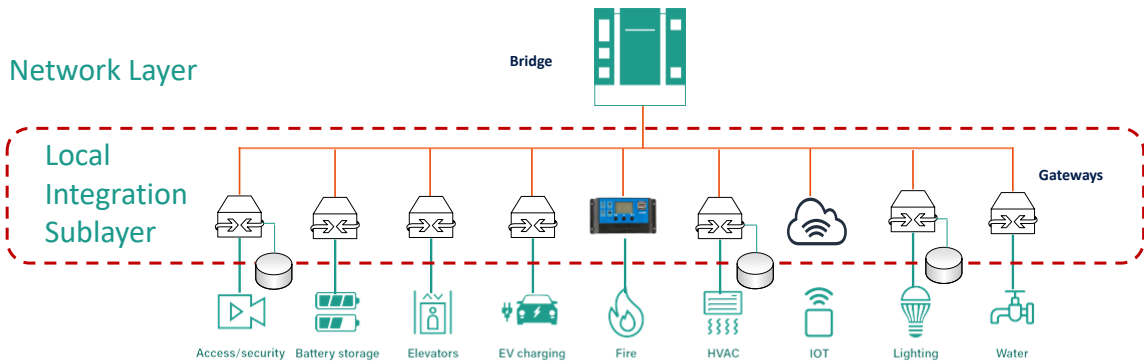 Bridge
Network Layer
Local
Integration
Sublayer
Gateways
Access/security
Battery storage
Elevators
EV charging
Fire
HVAC
IOT
Lighting
Water